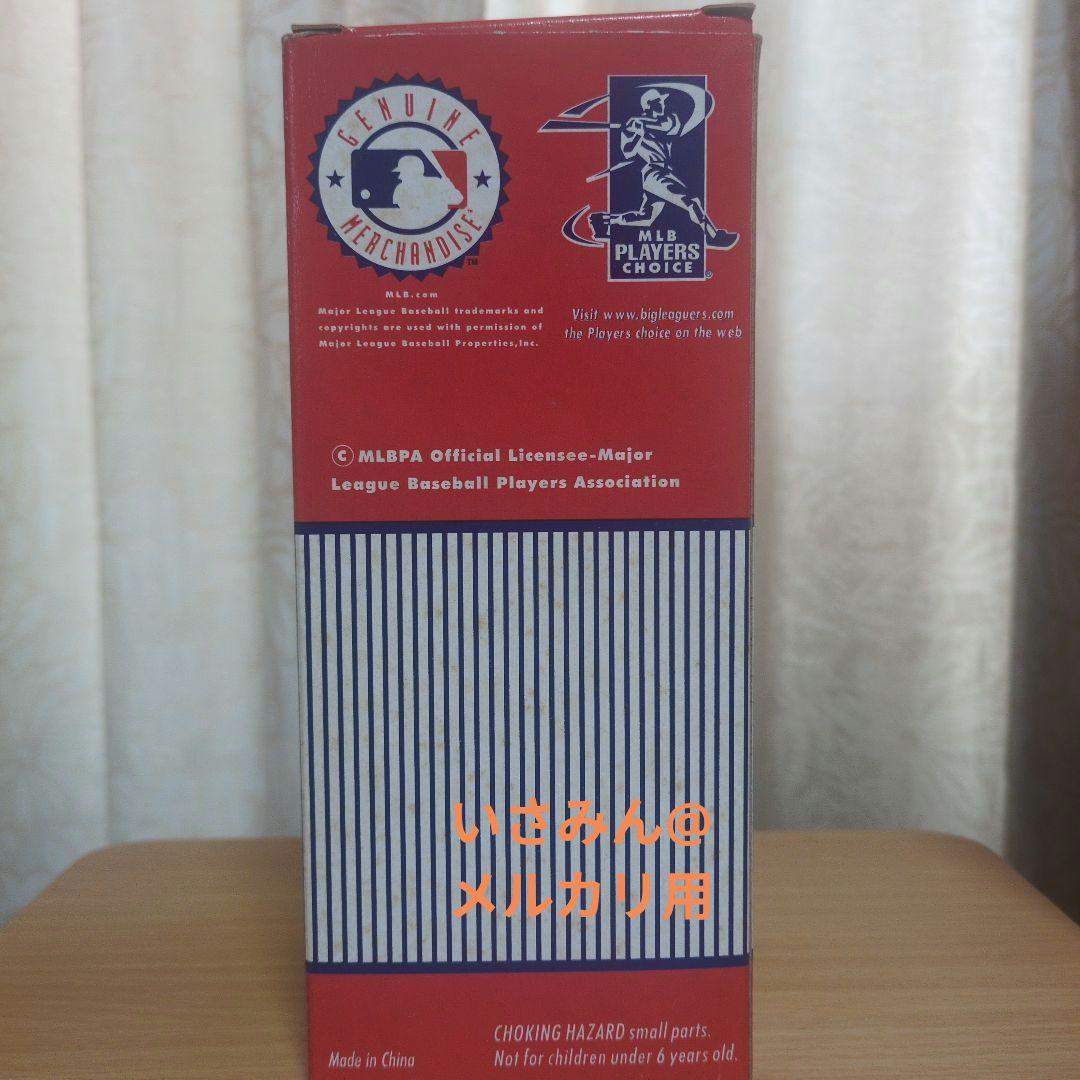 GENUINE
MERCHANDISE™
MLB
PLAYERS
CHOICE®
MLB.com
Major League Baseball trademarks and
copyrights are used with permission of
Major League Baseball Properties,Inc.
Visit www.bigleaguers.com
the Players choice on the web
©MLBPA Official Licensee-Major
League Baseball Players Association
いさみん@
メルカリ用
CHOKING HAZARD small parts.
Not for children under 6 years old.
Made in China